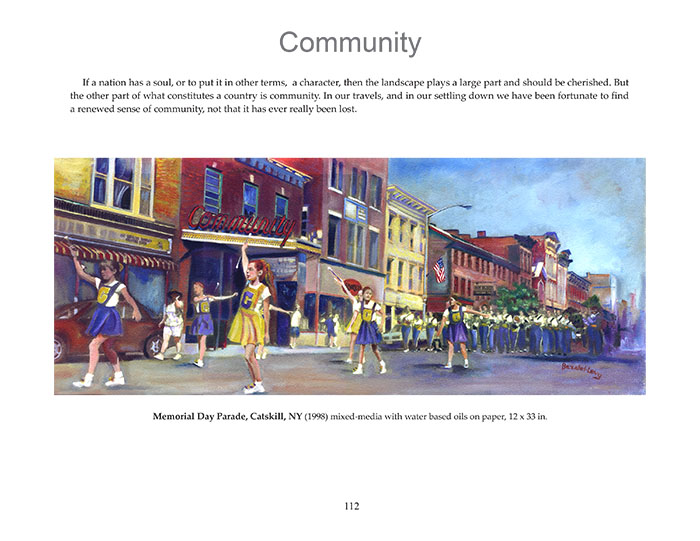 Community
If a nation has a soul, or to put it in other terms,  a character, then the landscape plays a large part and should be cherished. But
the other part of what constitutes a country is community. In our travels, and in our settling down we have been fortunate to find
a renewed sense of community, not that it has ever really been lost.
Community
C
G
Memorial Day Parade, Catskill, NY (1998) mixed-media with water based oils on paper, 12 x 33 in.
112